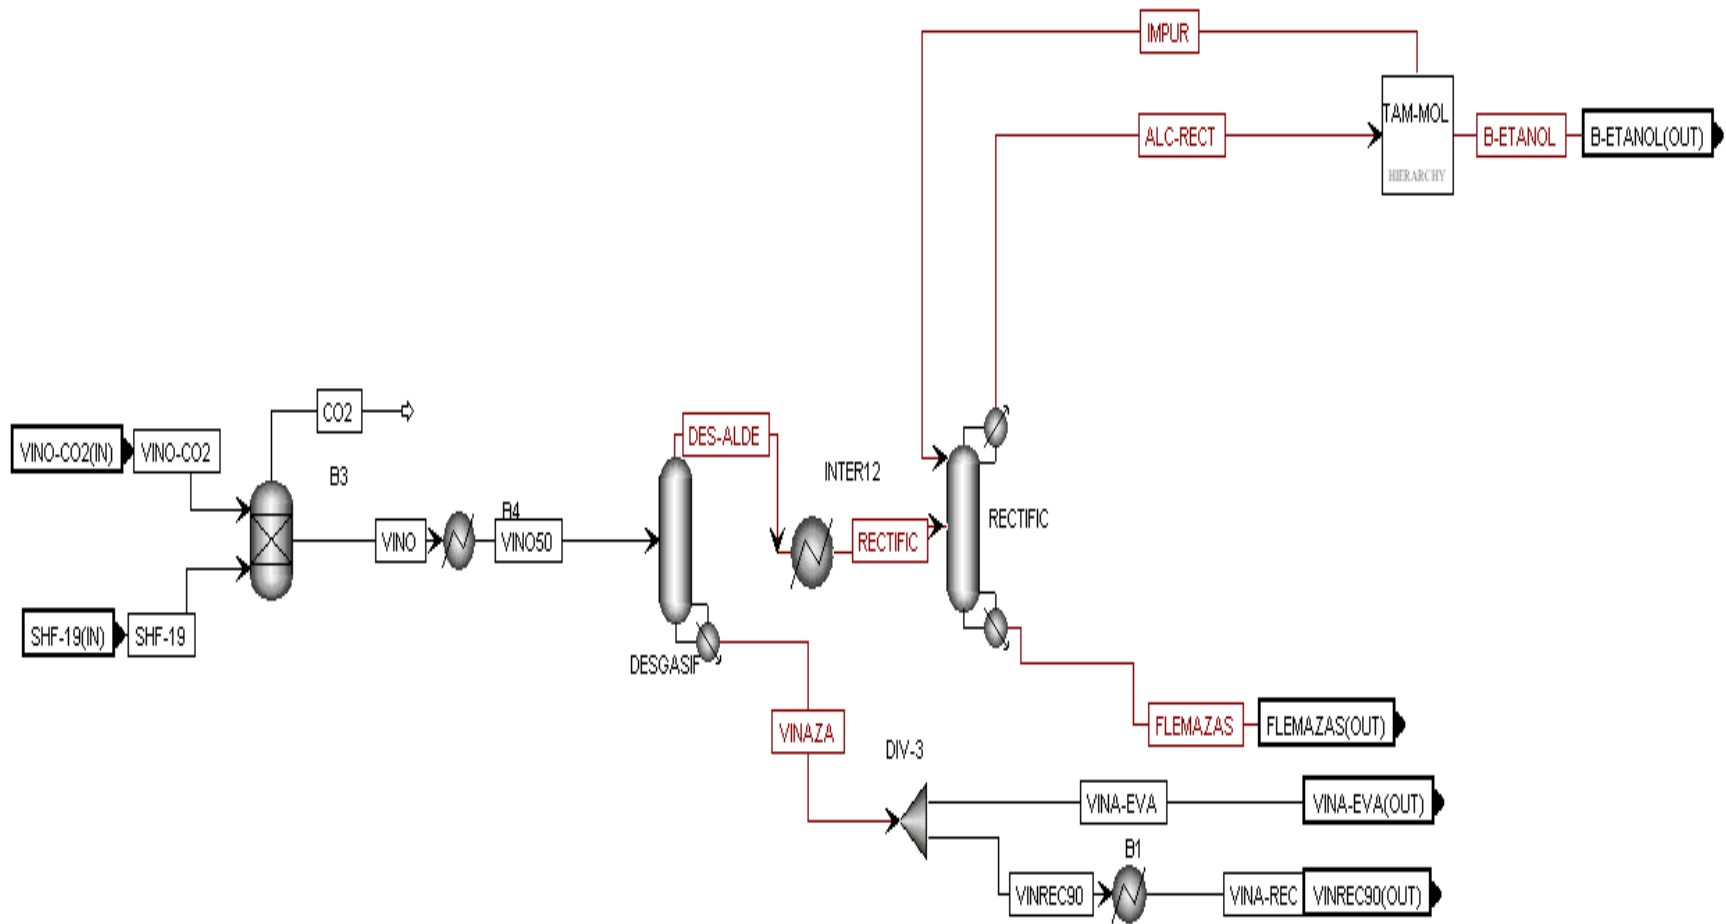 IMPUR
TAM-MOL
ALC-RECT
B-ETANOL
B-ETANOL(OUT)
HIERARCHY
CO2
DES-ALDE
VINO-CO2(IN)
VINO-CO2
B3
INTER12
B4
RECTIFIC
VINO
VINO50
RECTIFIC
SHF-19(IN)
SHF-19
DESGASIF
VINAZA
FLEMAZAS
FLEMAZAS(OUT)
DIV-3
VINA-EVA
VINA-EVA(OUT)
B1
VINREC90
VINA-REC
VINREC90(OUT)